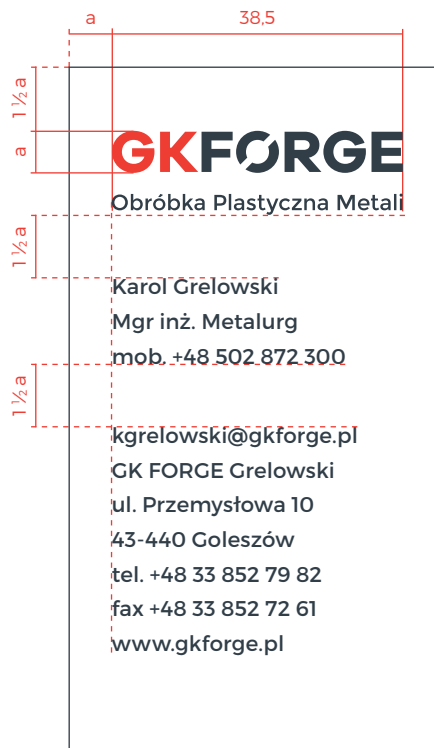 a
38,5
1 ½ a
a
GKFORGE
Obróbka Plastyczna Metali
1 ½ a
Karol Grelowski
Mgr inż. Metalurg
mob. +48 502 872 300
1 ½ a
kgrelowski@gkforge.pl
GK FORGE Grelowski
ul. Przemysłowa 10
43-440 Goleszów
tel. +48 33 852 79 82
fax +48 33 852 72 61
www.gkforge.pl